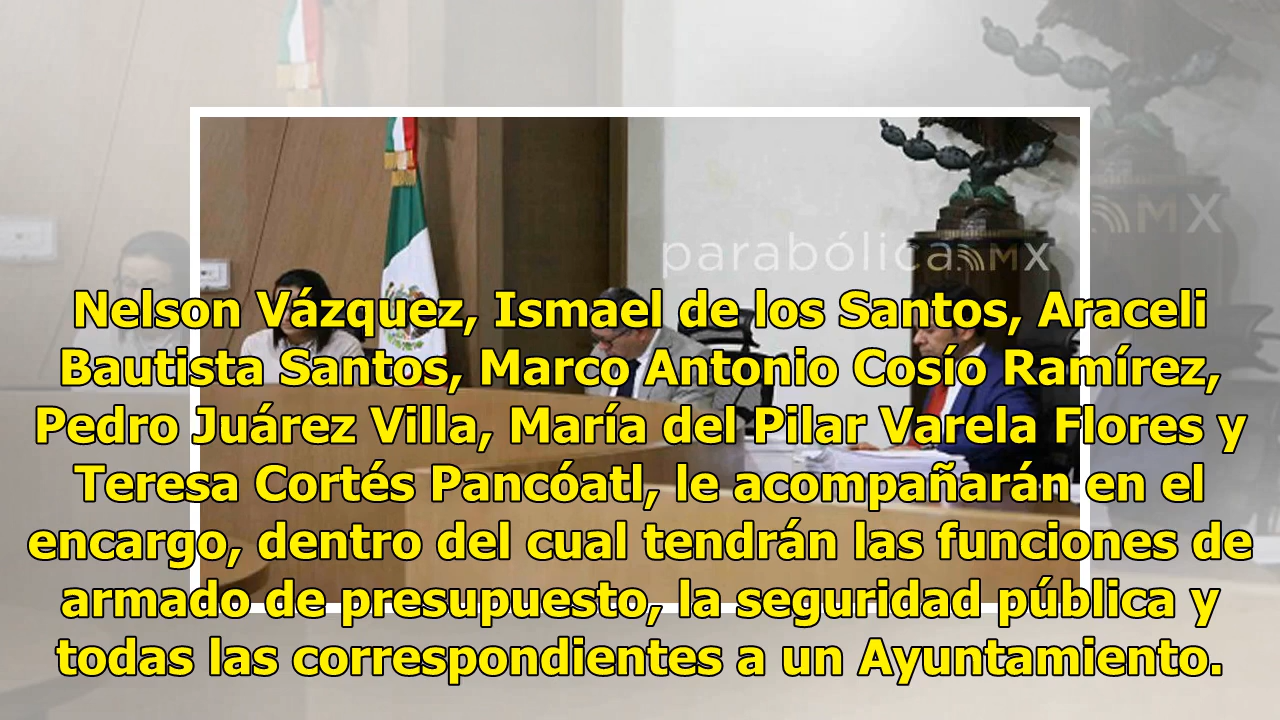 parabólica MX
MX
Nelson Vázquez, Ismael de los Santos, Araceli
Bautista Santos, Marco Antonio Cosío Ramírez,
Pedro Juárez Villa, María del Pilar Varela Flores y
Teresa Cortés Pancóatl, le acompañarán en el
encargo, dentro del cual tendrán las funciones de
armado de presupuesto, la seguridad pública y
todas las correspondientes a un Ayuntamiento.